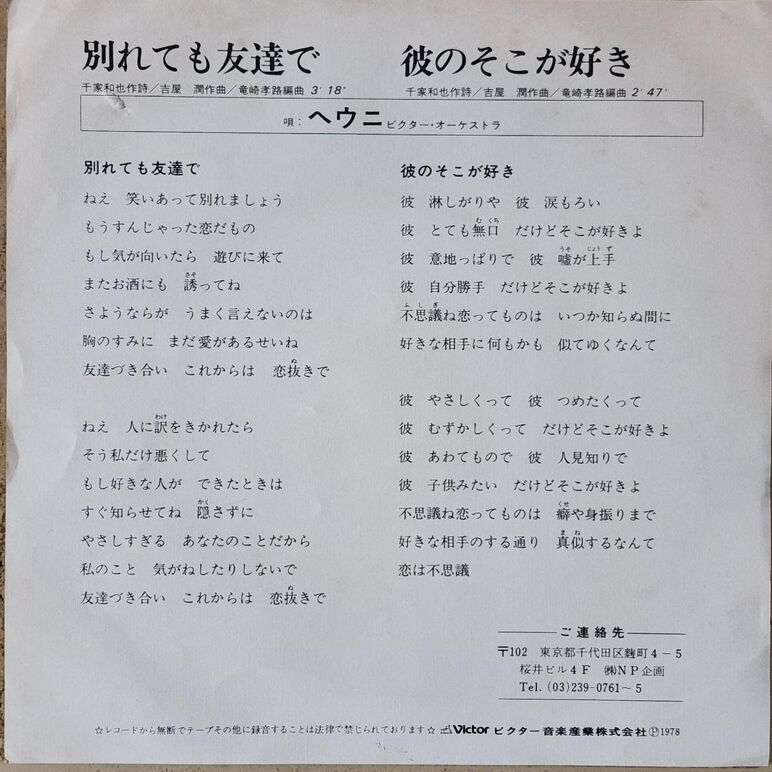 別れても友達で
千家和也作詩／吉屋　潤作曲／竜崎孝路編曲 3′18″
彼のそこが好き
千家和也作詩／吉屋　潤作曲／竜崎孝路編曲 2′47″
唄：ヘウニ ビクター・オーケストラ
別れても友達で
ねえ　笑いあって別れましょう
もうすんじゃった恋だもの
もし気が向いたら　遊びに来て
またお酒にも　誘ってね
さようならが　うまく言えないのは
胸のすみに　まだ愛があるせいね
友達づき合い　これからは　恋抜きで
ねえ　人に訳をきかれたら
そう私だけ悪くして
もし好きな人が　できたときは
すぐ知らせてね　隠さずに
やさしすぎる　あなたのことだから
私のこと　気がねしたりしないで
友達づき合い　これからは　恋抜きで
彼のそこが好き
彼　淋しがりや　彼　涙もろい
彼　とても無口　だけどそこが好きよ
彼　意地っぱりで　彼　嘘が上手
彼　自分勝手　だけどそこが好きよ
不思議ね恋ってものは　いつか知らぬ間に
好きな相手に何もかも　似てゆくなんて
彼　やさしくって　彼　つめたくって
彼　むずかしくって　だけどそこが好きよ
彼　あわてもので　彼　人見知りで
彼　子供みたい　だけどそこが好きよ
不思議ね恋ってものは　癖や身振りまで
好きな相手のする通り　真似するなんて
恋は不思議
ご連絡先
〒102　東京都千代田区麹町4－5
桜井ビル4F　㈱NP企画
Tel. (03)239-0761～5
☆レコードから無断でテープその他に録音することは法律で禁じられております☆ Victor ビクター音楽産業株式会社 Ⓟ1978